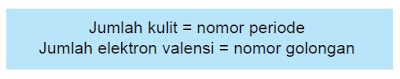 Jumlah kulit = nomor periode
Jumlah elektron valensi = nomor golongan